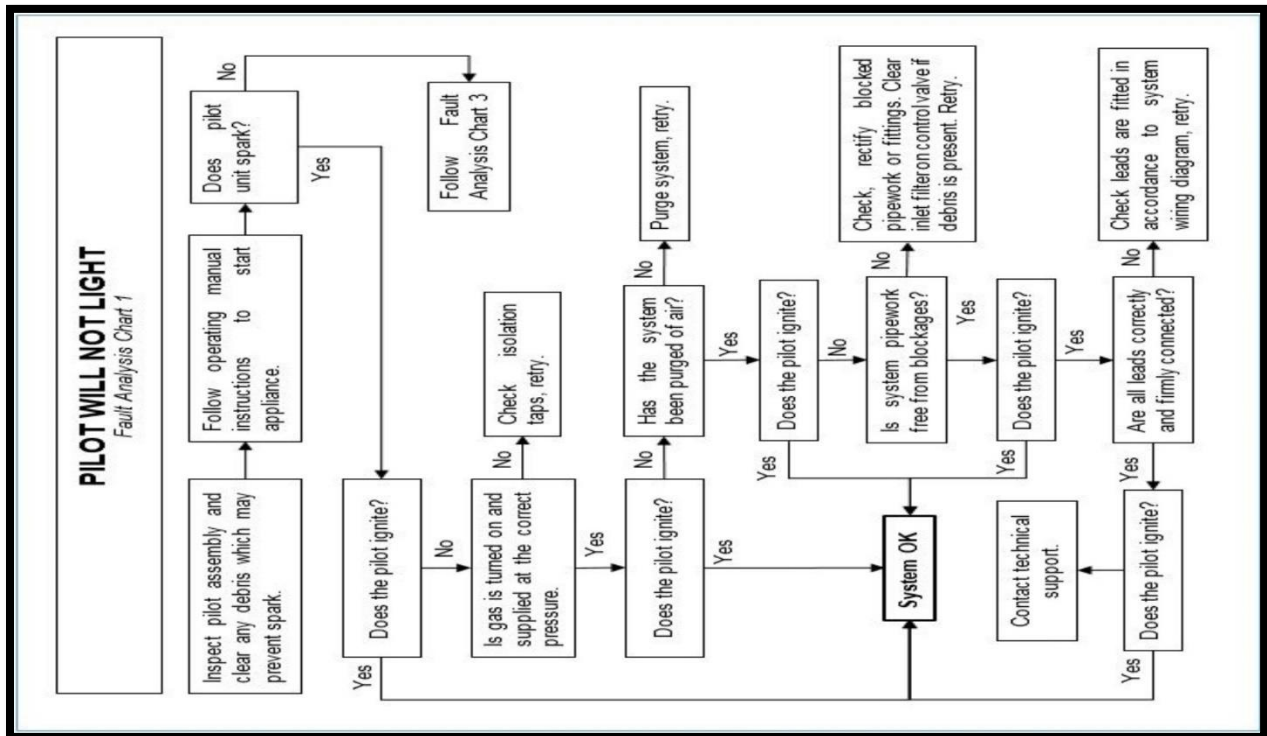 PILOT WILL NOT LIGHT
Fault Analysis Chart 1
Inspect pilot assembly and
clear any debris which may
prevent spark.
Follow operating manual
instructions to start
appliance.
Does pilot
unit spark?
No
Yes
Follow Fault
Analysis Chart 3
Does the pilot ignite?
Yes
No
Is gas is turned on and
supplied at the correct
pressure.
No
Check isolation
taps, retry.
Yes
Does the pilot ignite?
No
Has the system
been purged of air?
No
Purge system, retry.
Yes
Yes
Does the pilot ignite?
Yes
No
Is system pipework
free from blockages?
No
Check, rectify blocked
pipework or fittings. Clear
inlet filter on control valve if
debris is present. Retry.
Yes
Does the pilot ignite?
Yes
Yes
System OK
Are all leads correctly
and firmly connected?
No
Check leads are fitted in
accordance to system
wiring diagram, retry.
Yes
Does the pilot ignite?
Yes
Contact technical
support.